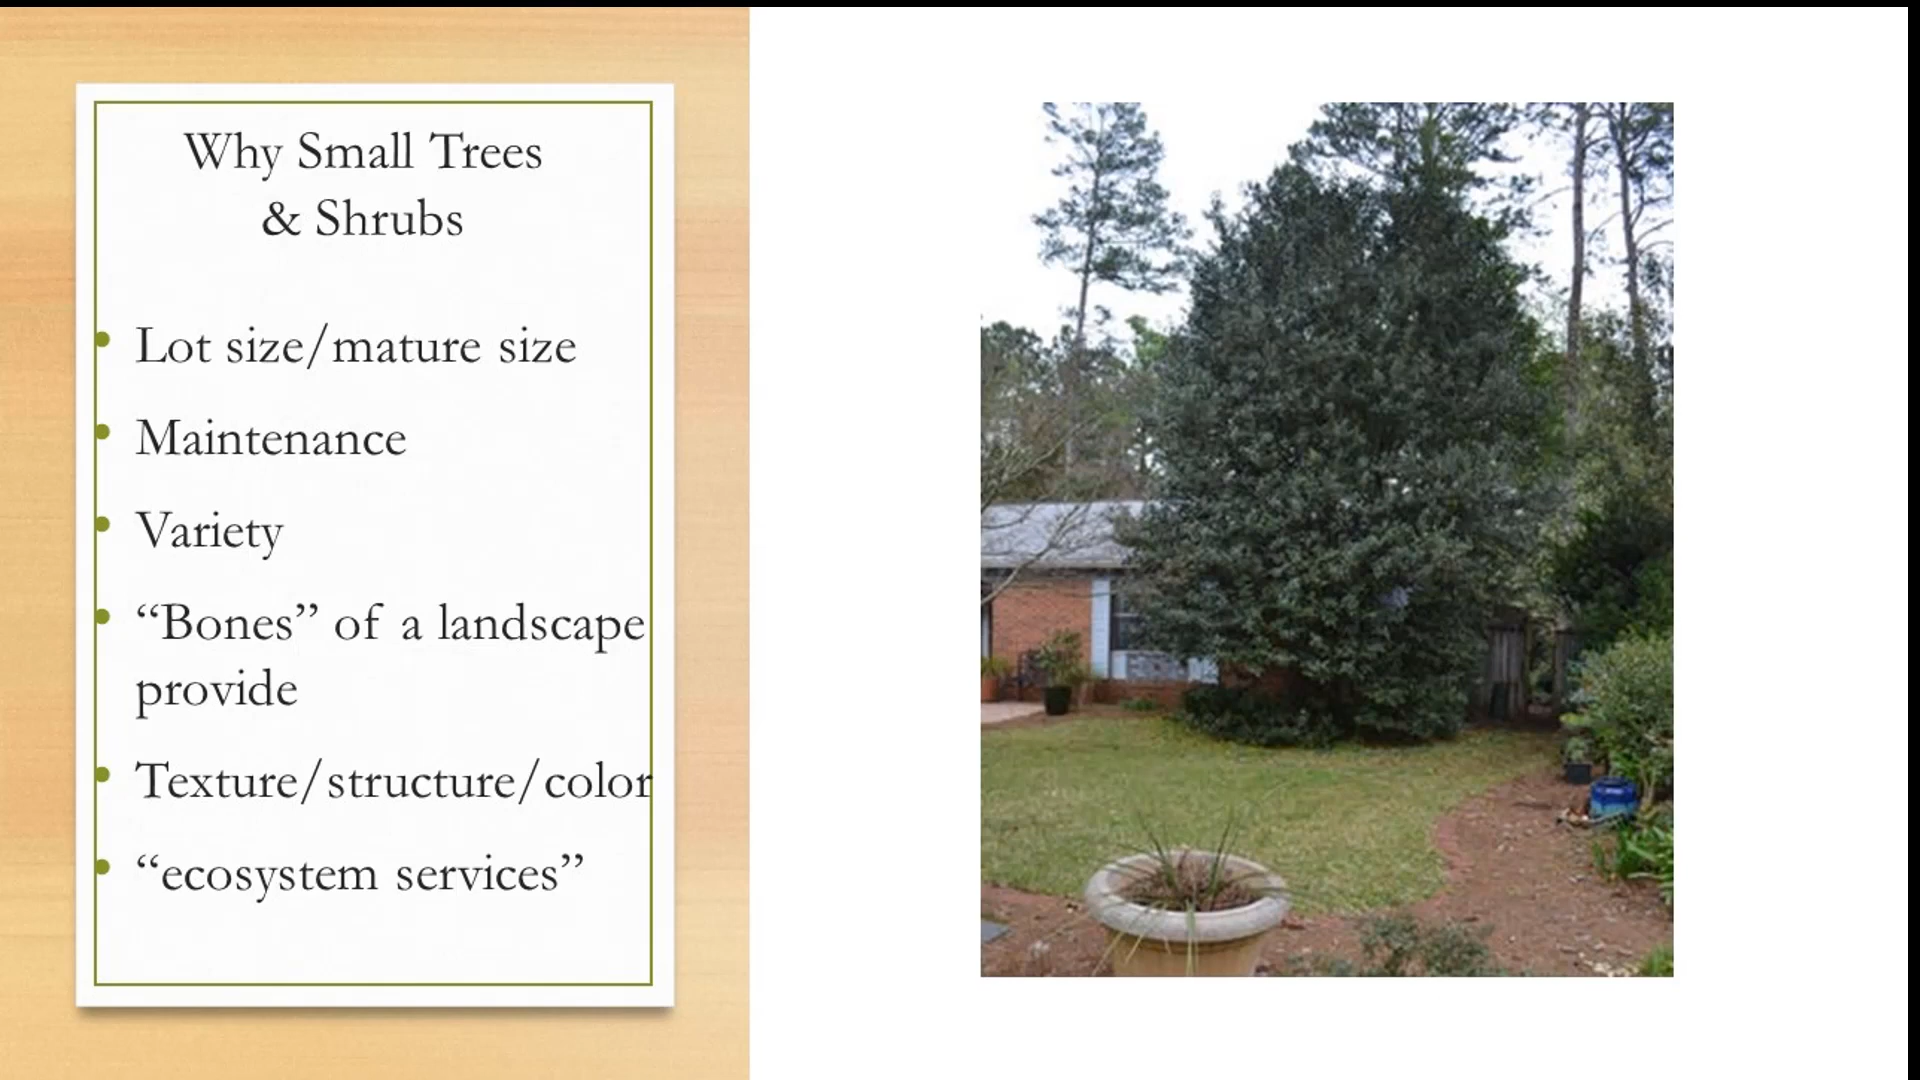 Why Small Trees
& Shrubs
• Lot size/mature size
• Maintenance
• Variety
• “Bones” of a landscape
provide
• Texture/structure/color
• “ecosystem services”